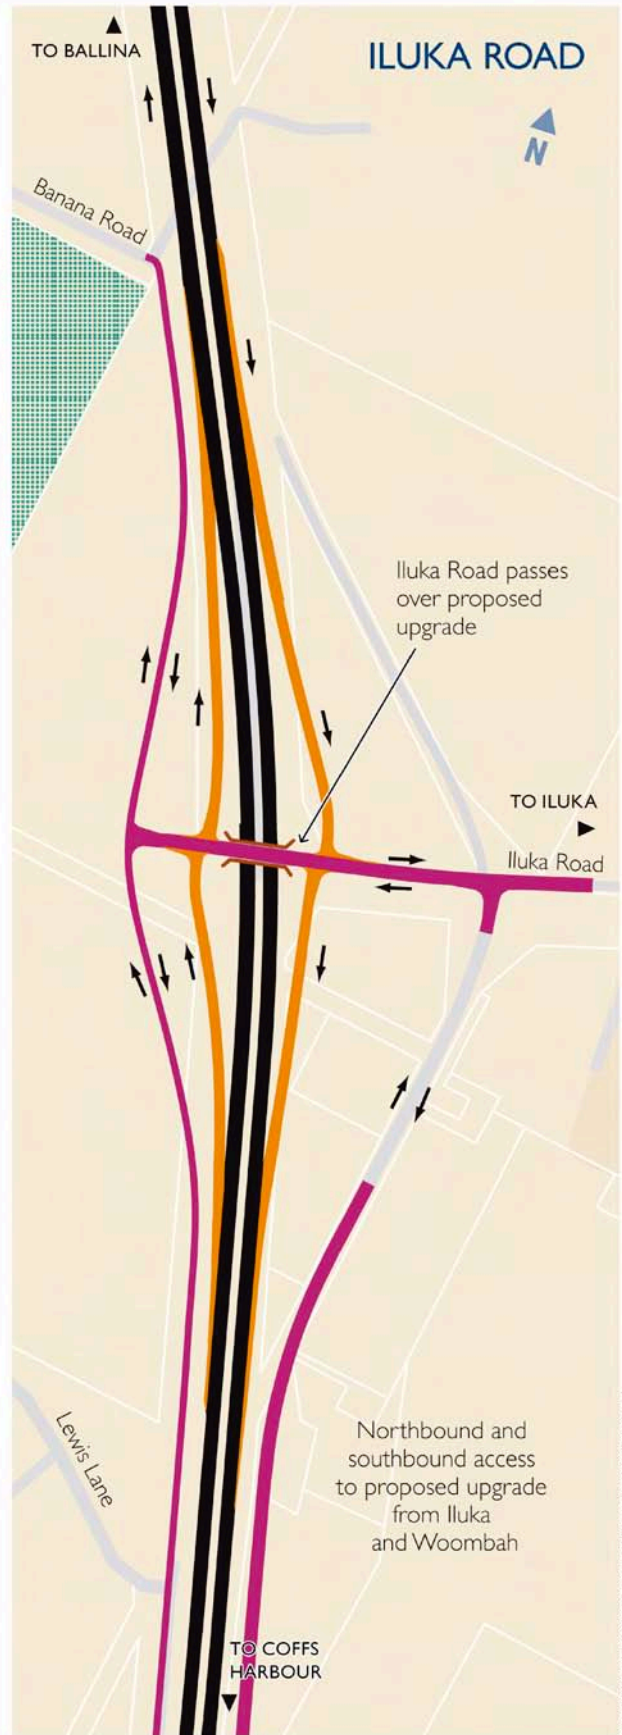 TO BALLINA
ILUKA ROAD
N
Banana Road
Iluka Road passes
over proposed
upgrade
TO ILUKA
Iluka Road
Lewis Lane
Northbound and
southbound access
to proposed upgrade
from Iluka
and Woombah
TO COFFS
HARBOUR